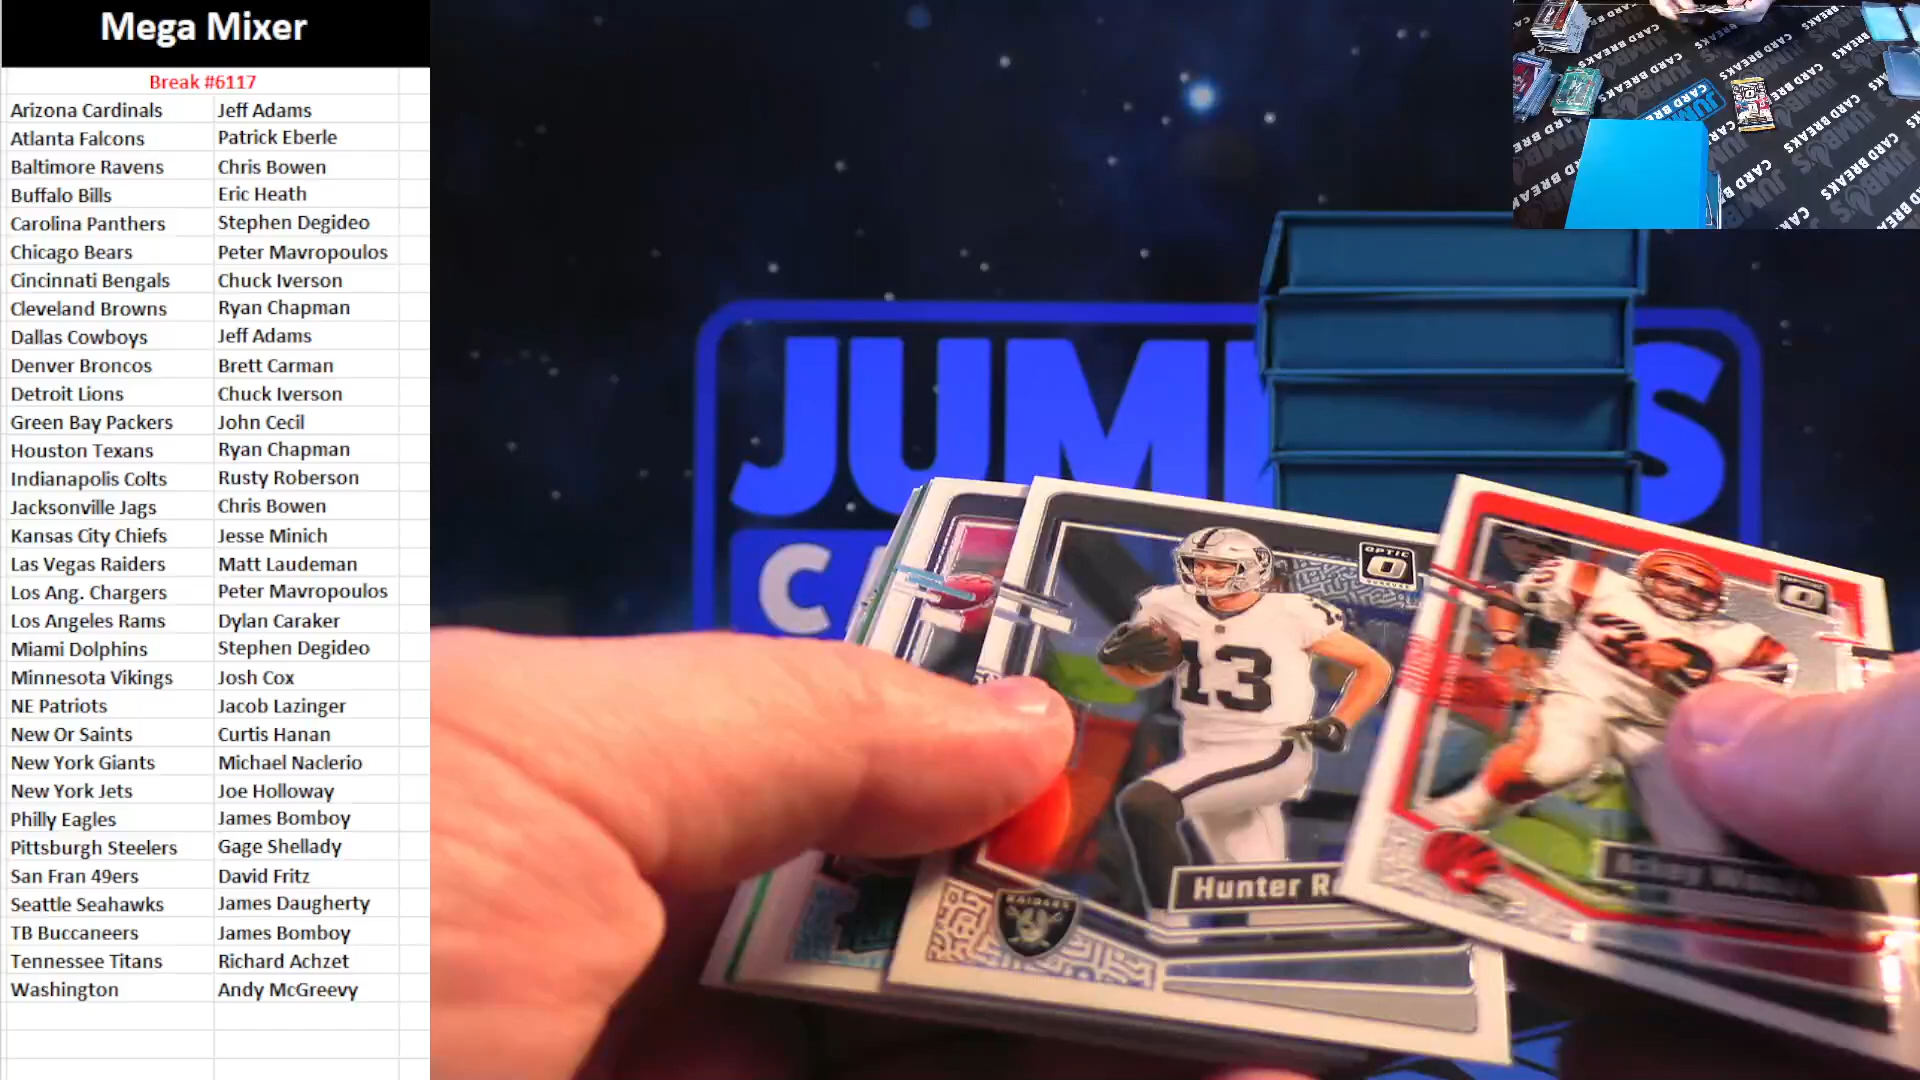 Mega Mixer
Break #6117
Arizona Cardinals Jeff Adams
Atlanta Falcons Patrick Eberle
Baltimore Ravens Chris Bowen
Buffalo Bills Eric Heath
Carolina Panthers Stephen Degideo
Chicago Bears Peter Mavropoulos
Cincinnati Bengals Chuck Iverson
Cleveland Browns Ryan Chapman
Dallas Cowboys Jeff Adams
Denver Broncos Brett Carman
Detroit Lions Chuck Iverson
Green Bay Packers John Cecil
Houston Texans Ryan Chapman
Indianapolis Colts Rusty Roberson
Jacksonville Jags Chris Bowen
Kansas City Chiefs Jesse Minich
Las Vegas Raiders Matt Laudeman
Los Ang. Chargers Peter Mavropoulos
Los Angeles Rams Dylan Caraker
Miami Dolphins Stephen Degideo
Minnesota Vikings Josh Cox
NE Patriots Jacob Lazinger
New Or Saints Curtis Hanan
New York Giants Michael Naclerio
New York Jets Joe Holloway
Philly Eagles James Bomboy
Pittsburgh Steelers Gage Shellady
San Fran 49ers David Fritz
Seattle Seahawks James Daugherty
TB Buccaneers James Bomboy
Tennessee Titans Richard Achzet
Washington Andy McGreevy
CARD BREAKS
JUMBO'S
OPTIC
13
Hunter
RAIDERS